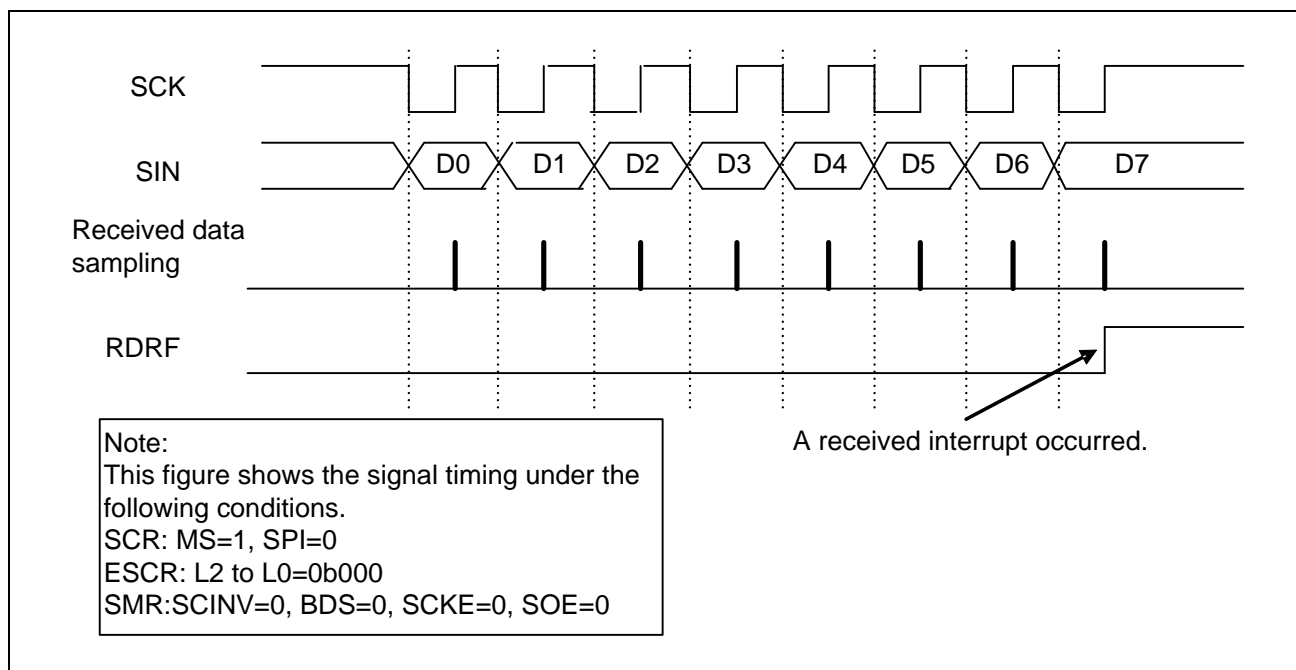 SCK
SIN
D0 D1 D2 D3 D4 D5 D6 D7
Received data
sampling
RDRF
A received interrupt occurred.
Note:
This figure shows the signal timing under the
following conditions.
SCR: MS=1, SPI=0
ESCR: L2 to L0=0b000
SMR:SCINV=0, BDS=0, SCKE=0, SOE=0